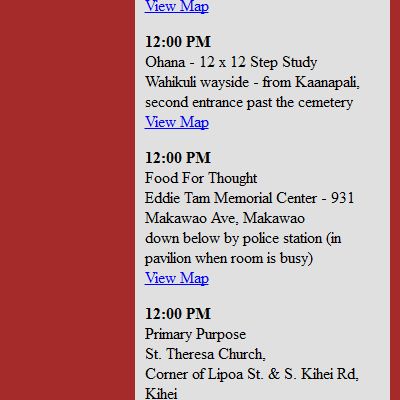 View Map
12:00 PM
Ohana - 12 x 12 Step Study
Wahikuli wayside - from Kaanapali,
second entrance past the cemetery
View Map
12:00 PM
Food For Thought
Eddie Tam Memorial Center - 931
Makawao Ave, Makawao
down below by police station (in
pavilion when room is busy)
View Map
12:00 PM
Primary Purpose
St. Theresa Church,
Corner of Lipoa St. & S. Kihei Rd,
Kihei